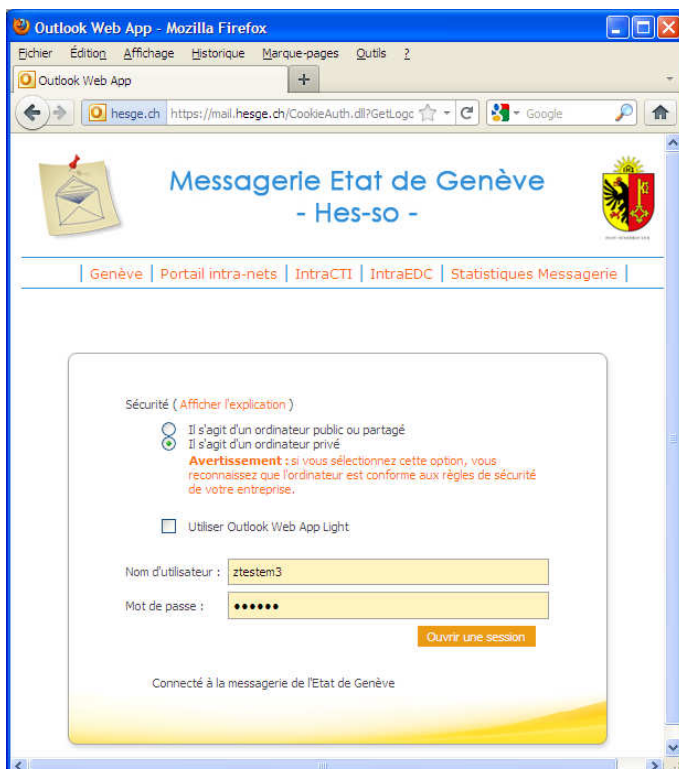 Outlook Web App - Mozilla Firefox
Fichier Édition Affichage Historique Marque-pages Outils ?
Outlook Web App
hesge.ch https://mail.hesge.ch/CookieAuth.dll?GetLogo Google
Messagerie Etat de Genève
- Hes-so -
| Genève | Portail intra-nets | IntraCTI | IntraEDC | Statistiques Messagerie |
Sécurité ( Afficher l'explication )
Il s'agit d'un ordinateur public ou partagé
Il s'agit d'un ordinateur privé
Avertissement : si vous sélectionnez cette option, vous
reconnaissez que l'ordinateur est conforme aux règles de sécurité
de votre entreprise.
Utiliser Outlook Web App Light
Nom d'utilisateur : ztestem3
Mot de passe : ••••••
Ouvrir une session
Connecté à la messagerie de l'Etat de Genève